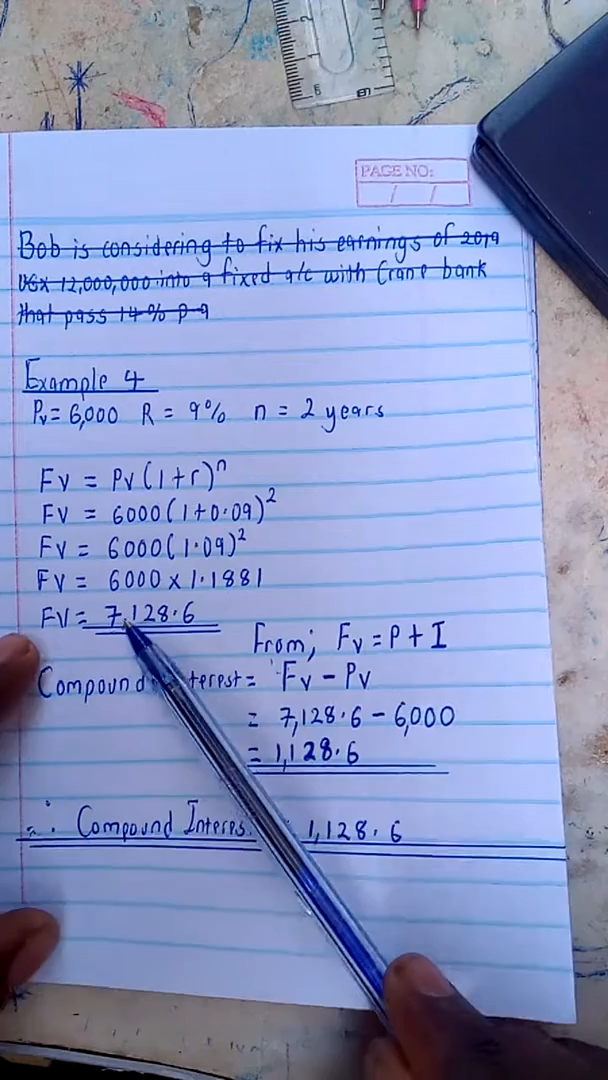 PAGE NO:
/ /
Bob is considering to fix his earnings of 2019
UGX 12,000,000 into a fixed a/c with Crane bank
that pass 14% p-a
Example 4
Pv = 6,000 R = 9% n = 2 years
Fv = Pv(1+r)ⁿ
Fv = 6000(1+0.09)²
Fv = 6000(1.09)²
Fv = 6000 x 1.1881
FV = 7,128.6
From; Fv = P + I
Compound = Fv - Pv
= 7,128.6 - 6,000
= 1,128.6
∴ Compound 1,128.6